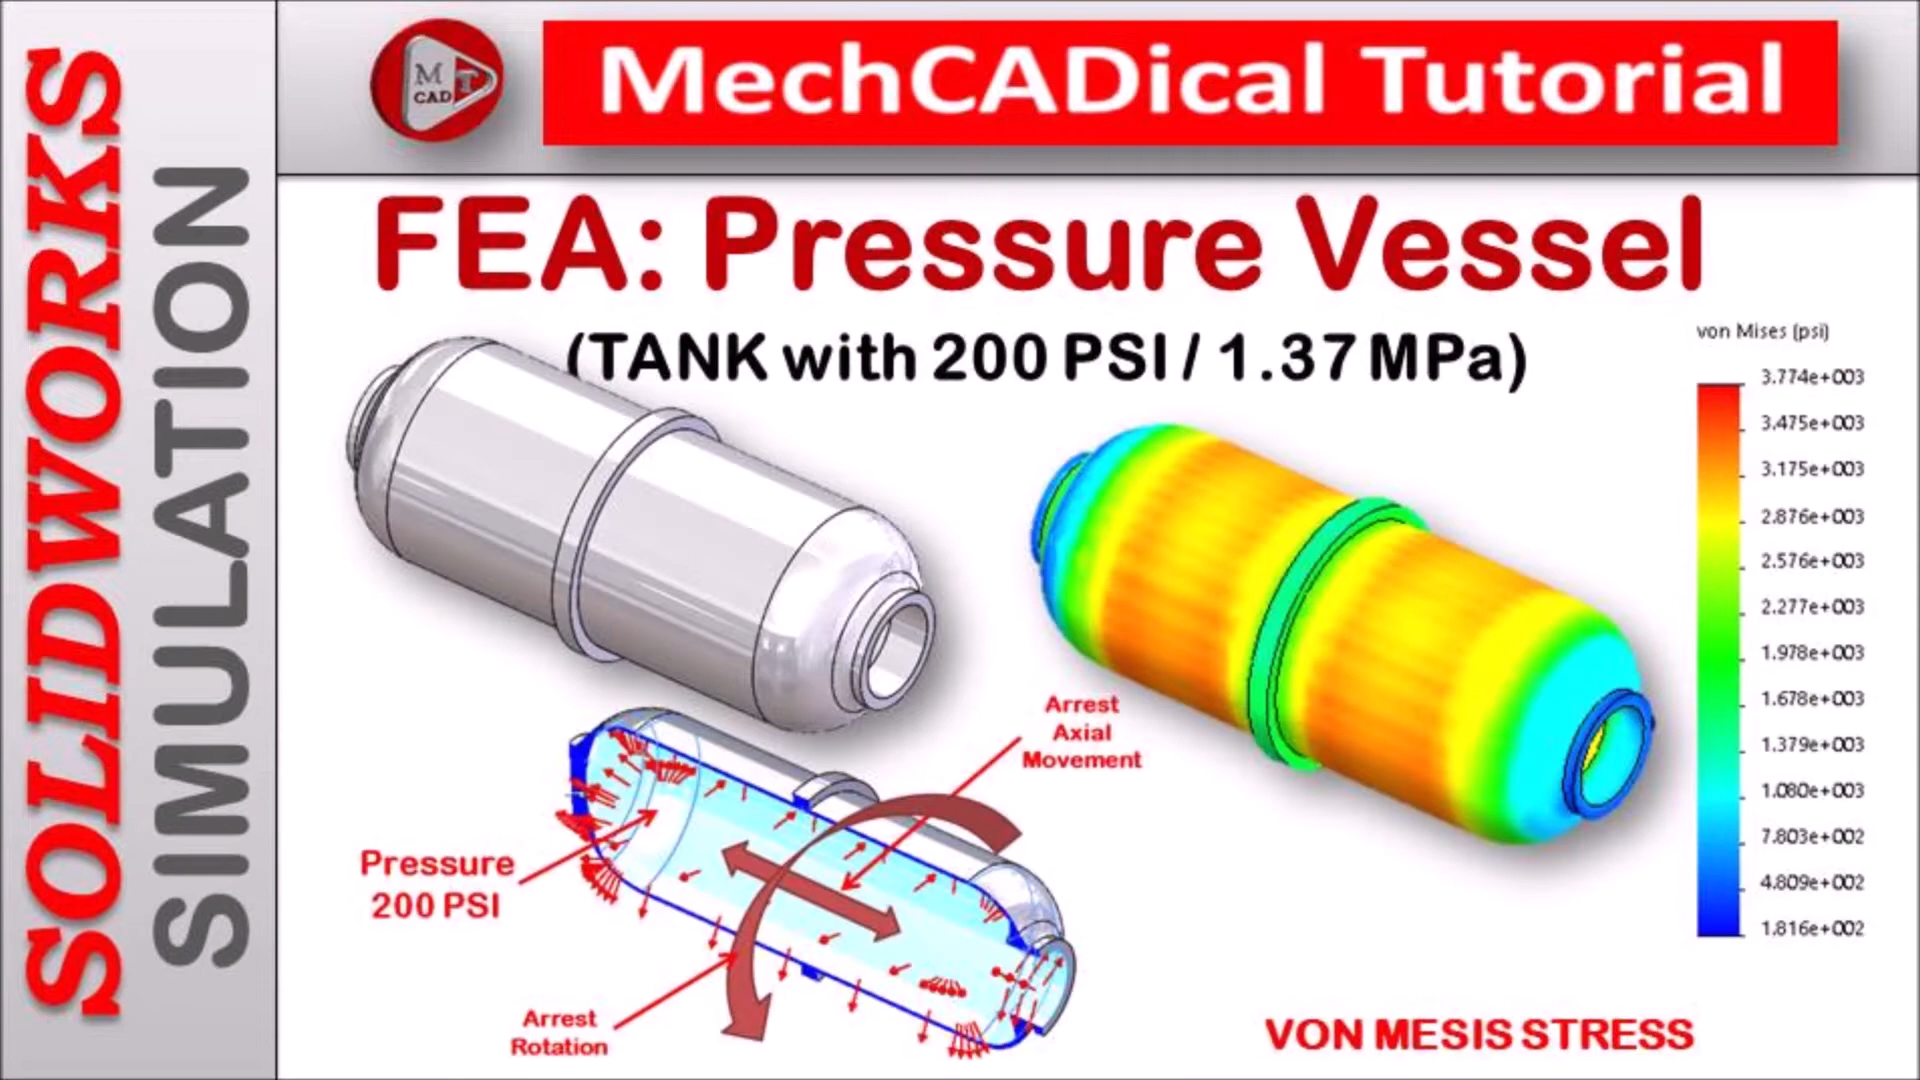 SOLIDWORKS
SIMULATION
M T
CAD
MechCADical Tutorial
FEA: Pressure Vessel
(TANK with 200 PSI / 1.37 MPa)
von Mises (psi)
3.774e+003
3.475e+003
3.175e+003
2.876e+003
2.576e+003
2.277e+003
1.978e+003
1.678e+003
1.379e+003
1.080e+003
7.803e+002
4.809e+002
1.816e+002
Arrest
Axial
Movement
Pressure
200 PSI
Arrest
Rotation
VON MESIS STRESS